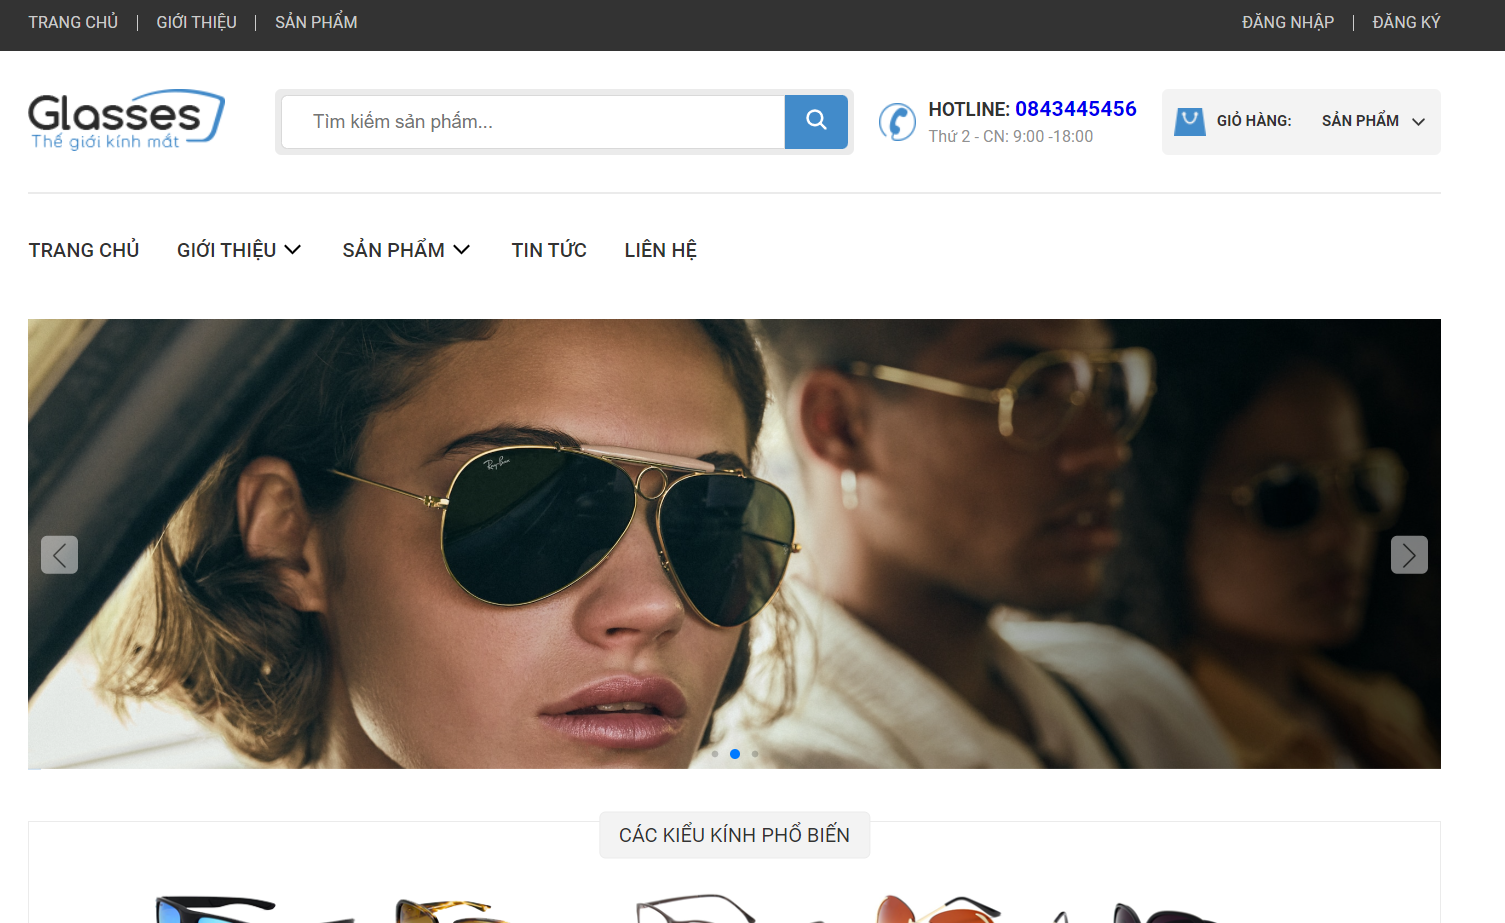 TRANG CHỦ | GIỚI THIỆU | SẢN PHẨM
ĐĂNG NHẬP | ĐĂNG KÝ
Glasses
Thế giới kính mắt
Tìm kiếm sản phẩm...
HOTLINE: 0843445456
Thứ 2 - CN: 9:00 -18:00
GIỎ HÀNG: SẢN PHẨM
TRANG CHỦ GIỚI THIỆU SẢN PHẨM TIN TỨC LIÊN HỆ
Ray-Ban
CÁC KIỂU KÍNH PHỔ BIẾN